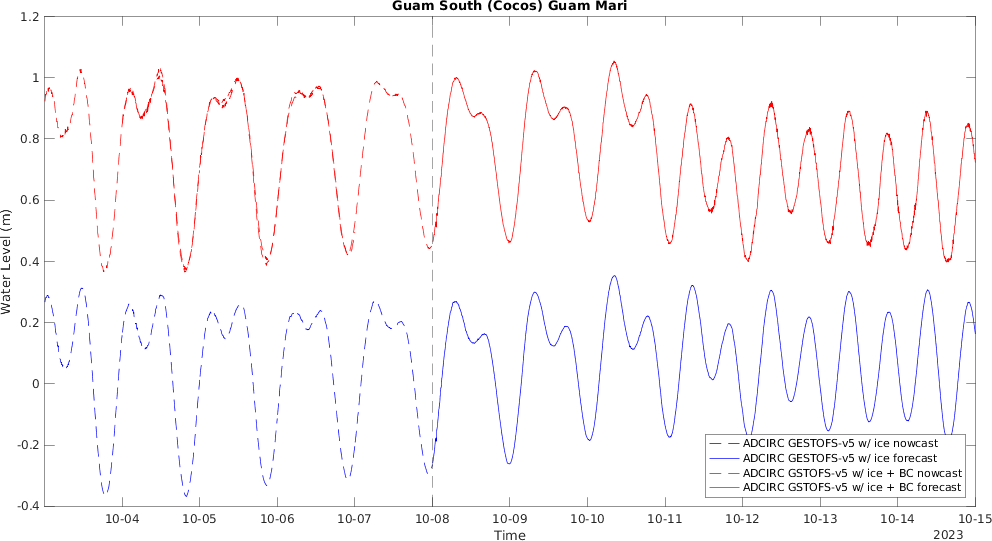 Guam South (Cocos) Guam Mari
1.2
1
0.8
0.6
0.4
0.2
0
-0.2
-0.4
Water Level (m)
ADCIRC GESTOFS-v5 w/ ice nowcast
ADCIRC GESTOFS-v5 w/ ice forecast
ADCIRC GSTOFS-v5 w/ ice + BC nowcast
ADCIRC GSTOFS-v5 w/ ice + BC forecast
10-04 10-05 10-06 10-07 10-08 10-09 10-10 10-11 10-12 10-13 10-14 10-15
Time
2023